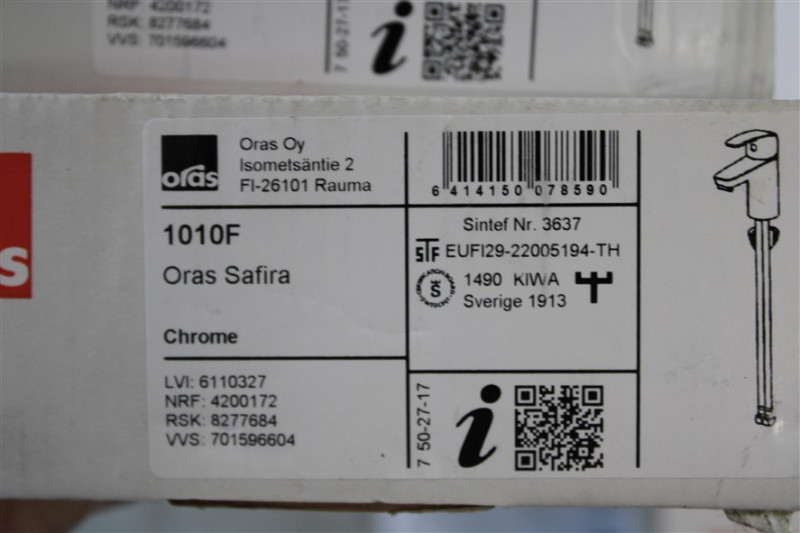 NRF: 4200172
RSK: 8277684
VVS: 701596604
7 50-27-17
i
s
oras
Oras Oy
Isometsäntie 2
FI-26101 Rauma
6 414150 078590
1010F
Oras Safira
Chrome
Sintef Nr. 3637
STF EUFI29-22005194-TH
1490 KIWA
Sverige 1913
LVI: 6110327
NRF: 4200172
RSK: 8277684
VVS: 701596604
7 50-27-17
i